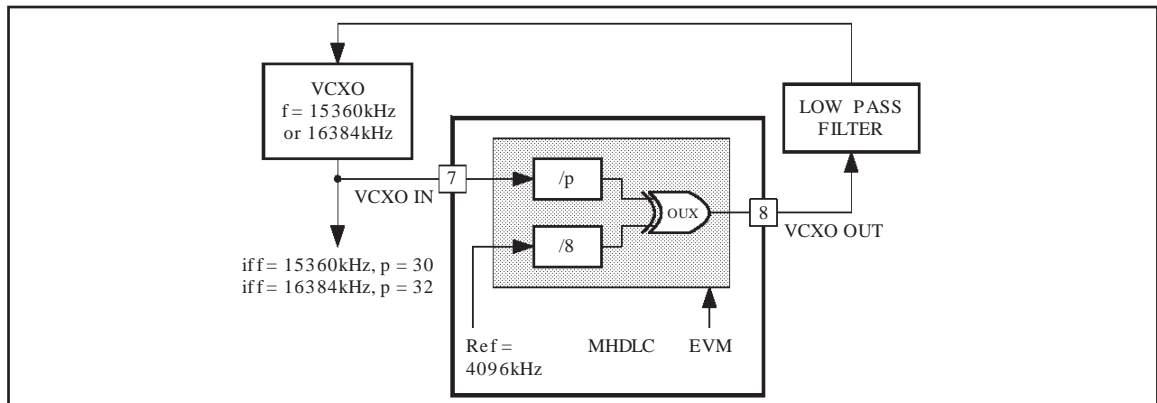 VCXO
f = 15360kHz
or 16384kHz
LOW PASS
FILTER
7
VCXO IN
/p
/8
OUX
8
VCXO OUT
if f = 15360kHz, p = 30
if f = 16384kHz, p = 32
Ref =
4096kHz
MHDLC
EVM